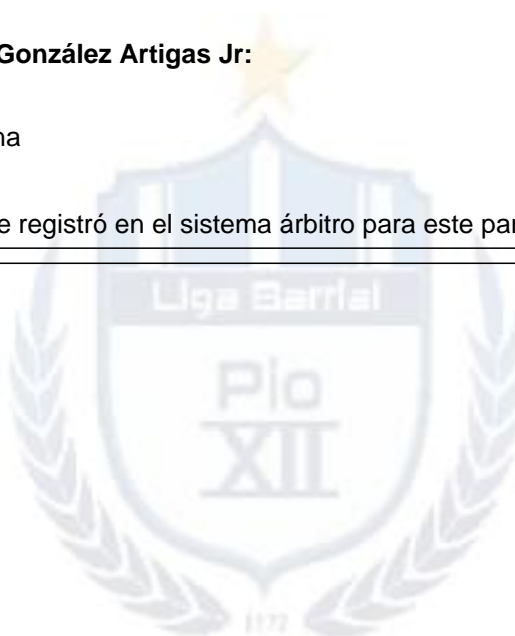 González Artigas Jr:
na
e registró en el sistema árbitro para este par
Liga Barrial
Pio
XII